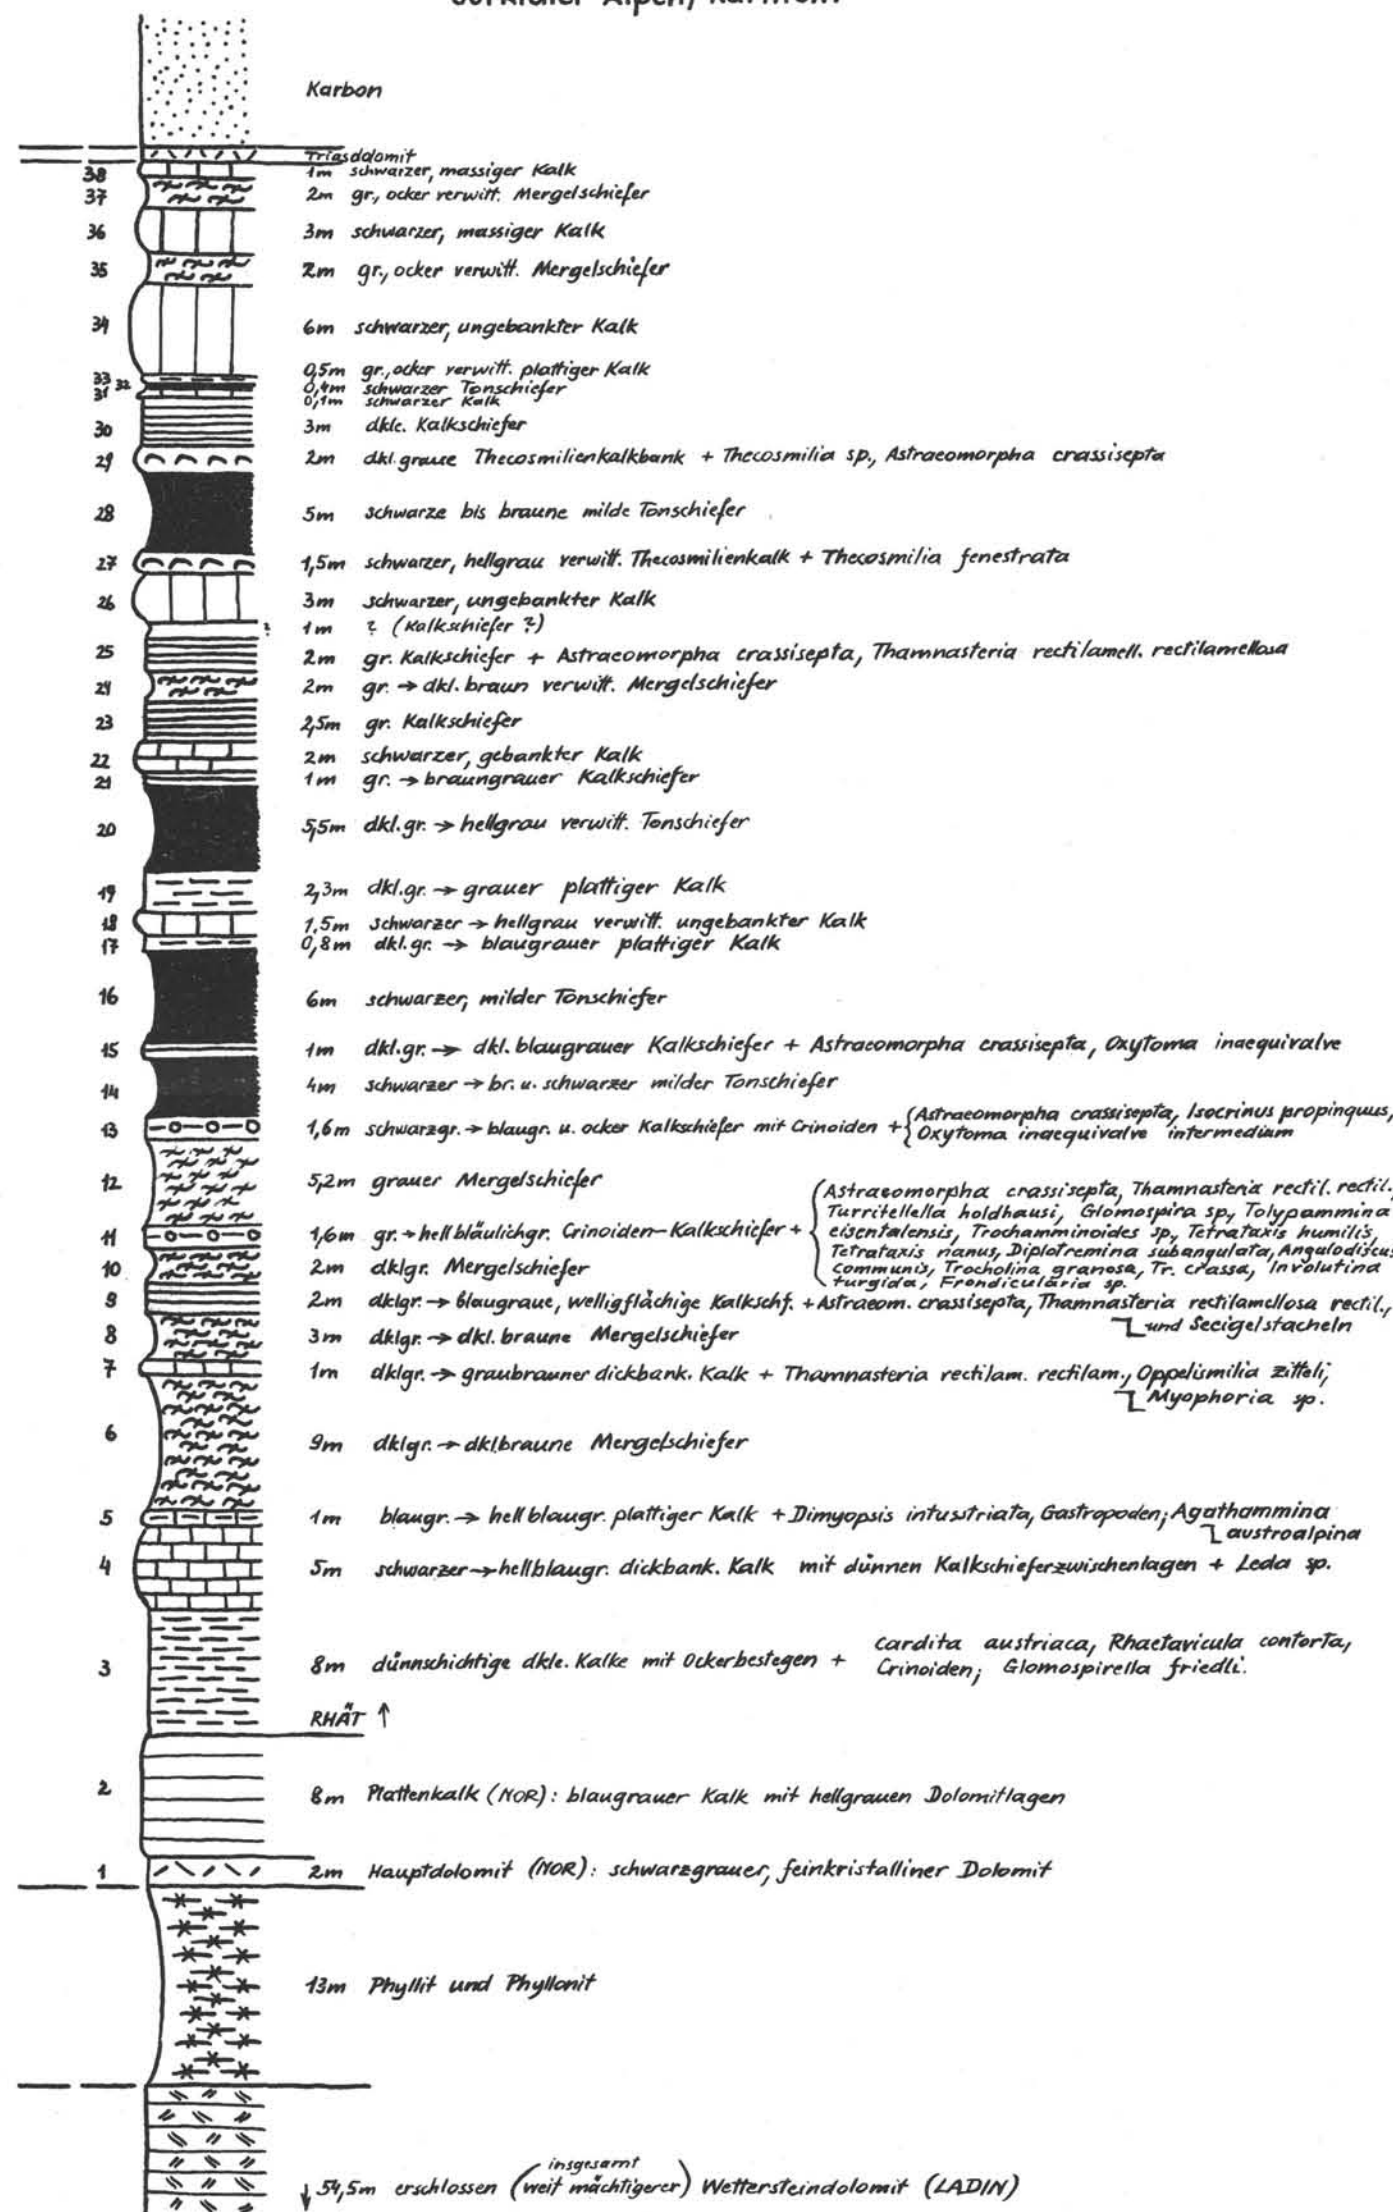 Karbon
Triasdolomit
38 1m schwarzer, massiger Kalk
37 2m gr., ocker verwitt. Mergelschiefer
36 3m schwarzer, massiger Kalk
35 2m gr., ocker verwitt. Mergelschiefer
34 6m schwarzer, ungebankter Kalk
33 0,5m gr., ocker verwitt. plattiger Kalk
32 0,4m schwarzer Tonschiefer
31 0,1m schwarzer Kalk
30 3m dkle. Kalkschiefer
29 2m dkl.graue Thecosmilienkalkbank + Thecosmilia sp., Astraeomorpha crassisepta
28 5m schwarze bis braune milde Tonschiefer
27 1,5m schwarzer, hellgrau verwitt. Thecosmilienkalk + Thecosmilia fenestrata
26 3m schwarzer, ungebankter Kalk
? 1m ? (Kalkschiefer ?)
25 2m gr. Kalkschiefer + Astraeomorpha crassisepta, Thamnasteria rectilamell. rectilamellosa
24 2m gr. → dkl. braun verwitt. Mergelschiefer
23 2,5m gr. Kalkschiefer
22 2m schwarzer, gebankter Kalk
21 1m gr. → braungrauer Kalkschiefer
20 5,5m dkl.gr. → hellgrau verwitt. Tonschiefer
19 2,3m dkl.gr. → grauer plattiger Kalk
18 1,5m schwarzer → hellgrau verwitt. ungebankter Kalk
17 0,8m dkl.gr. → blaugrauer plattiger Kalk
16 6m schwarzer, milder Tonschiefer
15 1m dkl.gr. → dkl. blaugrauer Kalkschiefer + Astraeomorpha crassisepta, Oxytoma inaequivalve
14 4m schwarzer → br. u. schwarzer milder Tonschiefer
13 1,6m schwarzgr. → blaugr. u. ocker Kalkschiefer mit Crinoiden + { Astraeomorpha crassisepta, Isocrinus propinquus,
Oxytoma inaequivalve intermedium
12 5,2m grauer Mergelschiefer
11 1,6m gr. → hellbläulichgr. Crinoiden-Kalkschiefer + { Astraeomorpha crassisepta, Thamnasteria rectil. rectil.,
Turritellella holdhausi, Glomospira sp., Tolypammina
eisentalensis, Trochamminoides sp., Tetrataxis humilis,
Tetrataxis nanus, Diplotremina subangulata, Angulodiscus
communis, Trocholina granosa, Tr. crassa, Involutina
turgida, Frondicularia sp.
10 2m dklgr. Mergelschiefer
9 2m dklgr. → blaugraue, welligflächige Kalkschf. + Astraeom. crassisepta, Thamnasteria rectilamellosa rectil.,
und Seeigelstacheln
8 3m dklgr. → dkl. braune Mergelschiefer
7 1m dklgr. → graubrauner dickbank. Kalk + Thamnasteria rectilam. rectilam., Oppelismilia zitteli,
Myophoria sp.
6 9m dklgr. → dklbraune Mergelschiefer
5 1m blaugr. → hellblaugr. plattiger Kalk + Dimyopsis intusstriata, Gastropoden; Agathammina
austroalpina
4 5m schwarzer → hellblaugr. dickbank. Kalk mit dünnen Kalkschieferzwischenlagen + Leda sp.
3 8m dünnschichtige dkle. Kalke mit Ockerbestegen + Cardita austriaca, Rhaetavicula contorta,
Crinoiden; Glomospirella friedli.
RHÄT ↑
2 8m Plattenkalk (NOR): blaugrauer Kalk mit hellgrauen Dolomitlagen
1 2m Hauptdolomit (NOR): schwarzgrauer, feinkristalliner Dolomit
13m Phyllit und Phyllonit
↓ 54,5m erschlossen (insgesamt weit mächtigerer) Wettersteindolomit (LADIN)